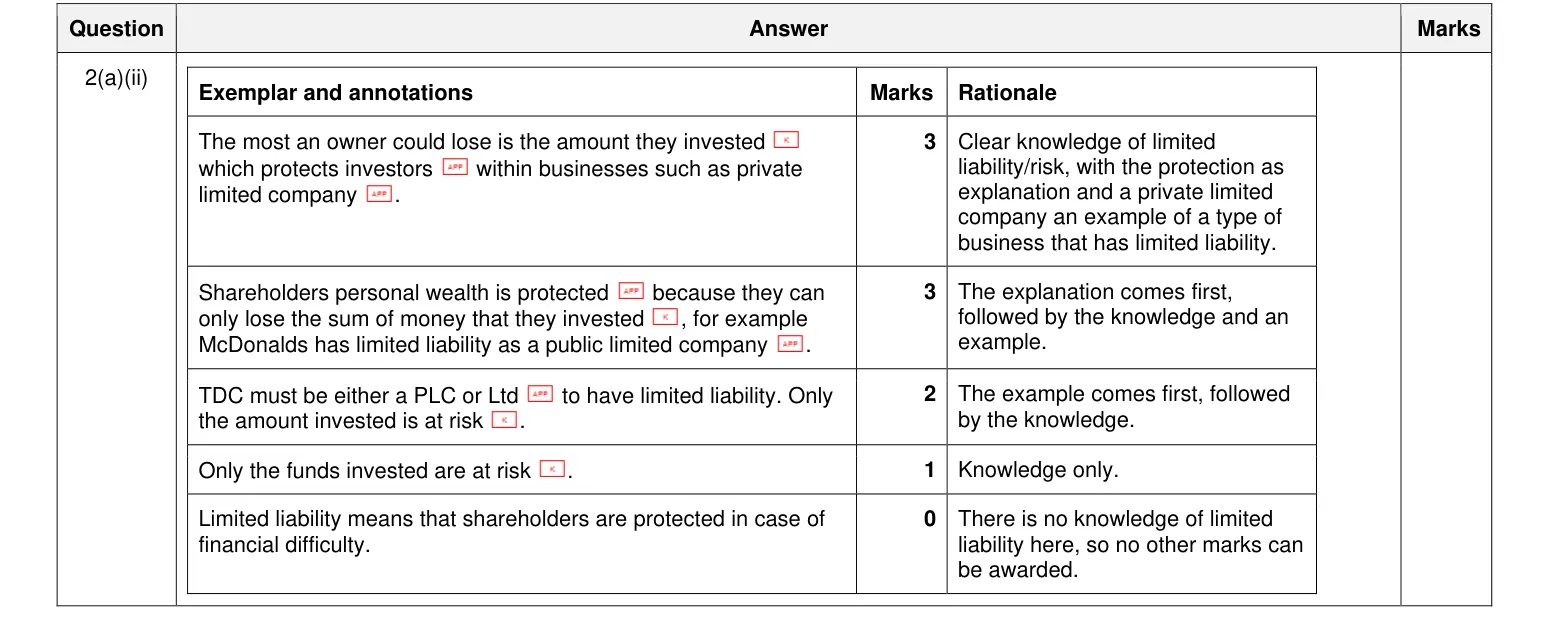 Question Answer Marks
2(a)(ii)
Exemplar and annotations Marks Rationale
The most an owner could lose is the amount they invested K
which protects investors APP within businesses such as private
limited company APP.
3
Clear knowledge of limited
liability/risk, with the protection as
explanation and a private limited
company an example of a type of
business that has limited liability.
Shareholders personal wealth is protected APP because they can
only lose the sum of money that they invested K, for example
McDonalds has limited liability as a public limited company APP.
3
The explanation comes first,
followed by the knowledge and an
example.
TDC must be either a PLC or Ltd APP to have limited liability. Only
the amount invested is at risk K.
2
The example comes first, followed
by the knowledge.
Only the funds invested are at risk K.
1
Knowledge only.
Limited liability means that shareholders are protected in case of
financial difficulty.
0
There is no knowledge of limited
liability here, so no other marks can
be awarded.